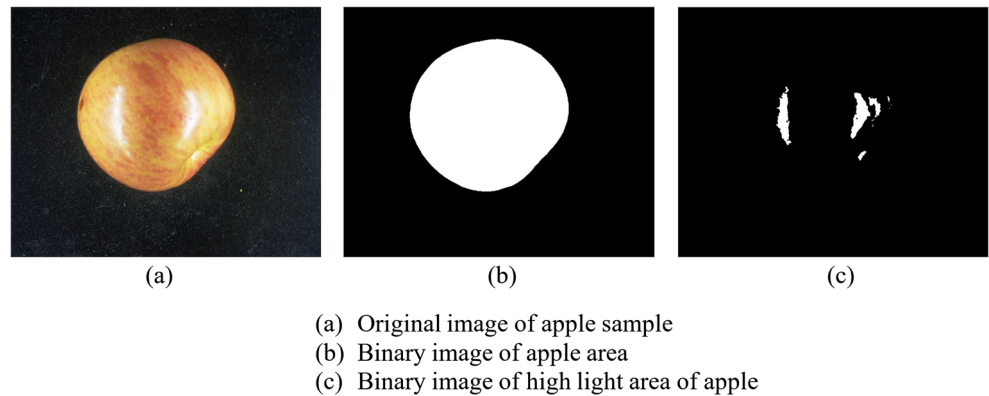 (a)
(b)
(c)
(a) Original image of apple sample
(b) Binary image of apple area
(c) Binary image of high light area of apple